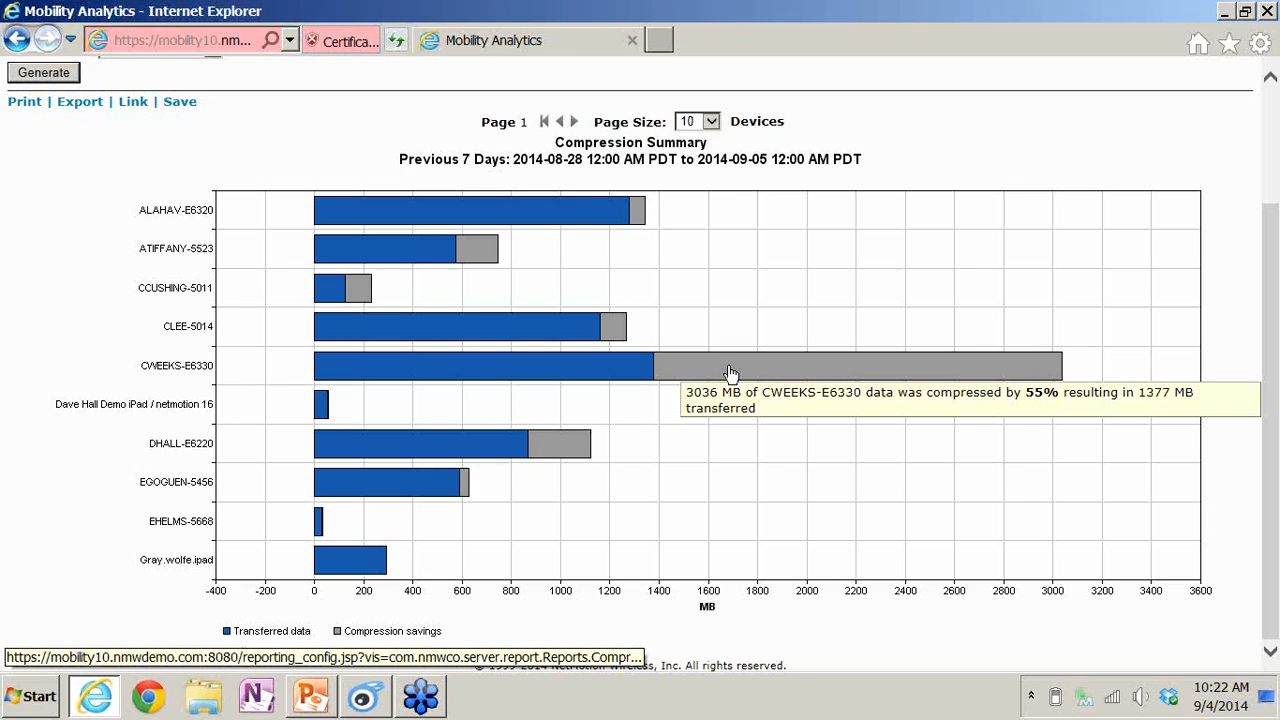 Mobility Analytics - Internet Explorer
https://mobility10.nm...
Certifica...
Mobility Analytics
Generate
Print | Export | Link | Save
Page 1 Page Size: 10 Devices
Compression Summary
Previous 7 Days: 2014-08-28 12:00 AM PDT to 2014-09-05 12:00 AM PDT
ALAHAV-E6320
ATIFFANY-5523
CCUSHING-5011
CLEE-5014
CWEEKS-E6330
3036 MB of CWEEKS-E6330 data was compressed by 55% resulting in 1377 MB
transferred
Dave Hall Demo iPad / netmotion 16
DHALL-E6220
EGOGUEN-5456
EHELMS-5668
Gray.wolfe.ipad
-400 -200 0 200 400 600 800 1000 1200 1400 1600 1800 2000 2200 2400 2600 2800 3000 3200 3400 3600
MB
Transferred data Compression savings
https://mobility10.nmwdemo.com:8080/reporting_config.jsp?vis=com.nmwco.server.report.Reports.Compr...
NetMotion Wireless, Inc. All rights reserved.
Start
10:22 AM
9/4/2014